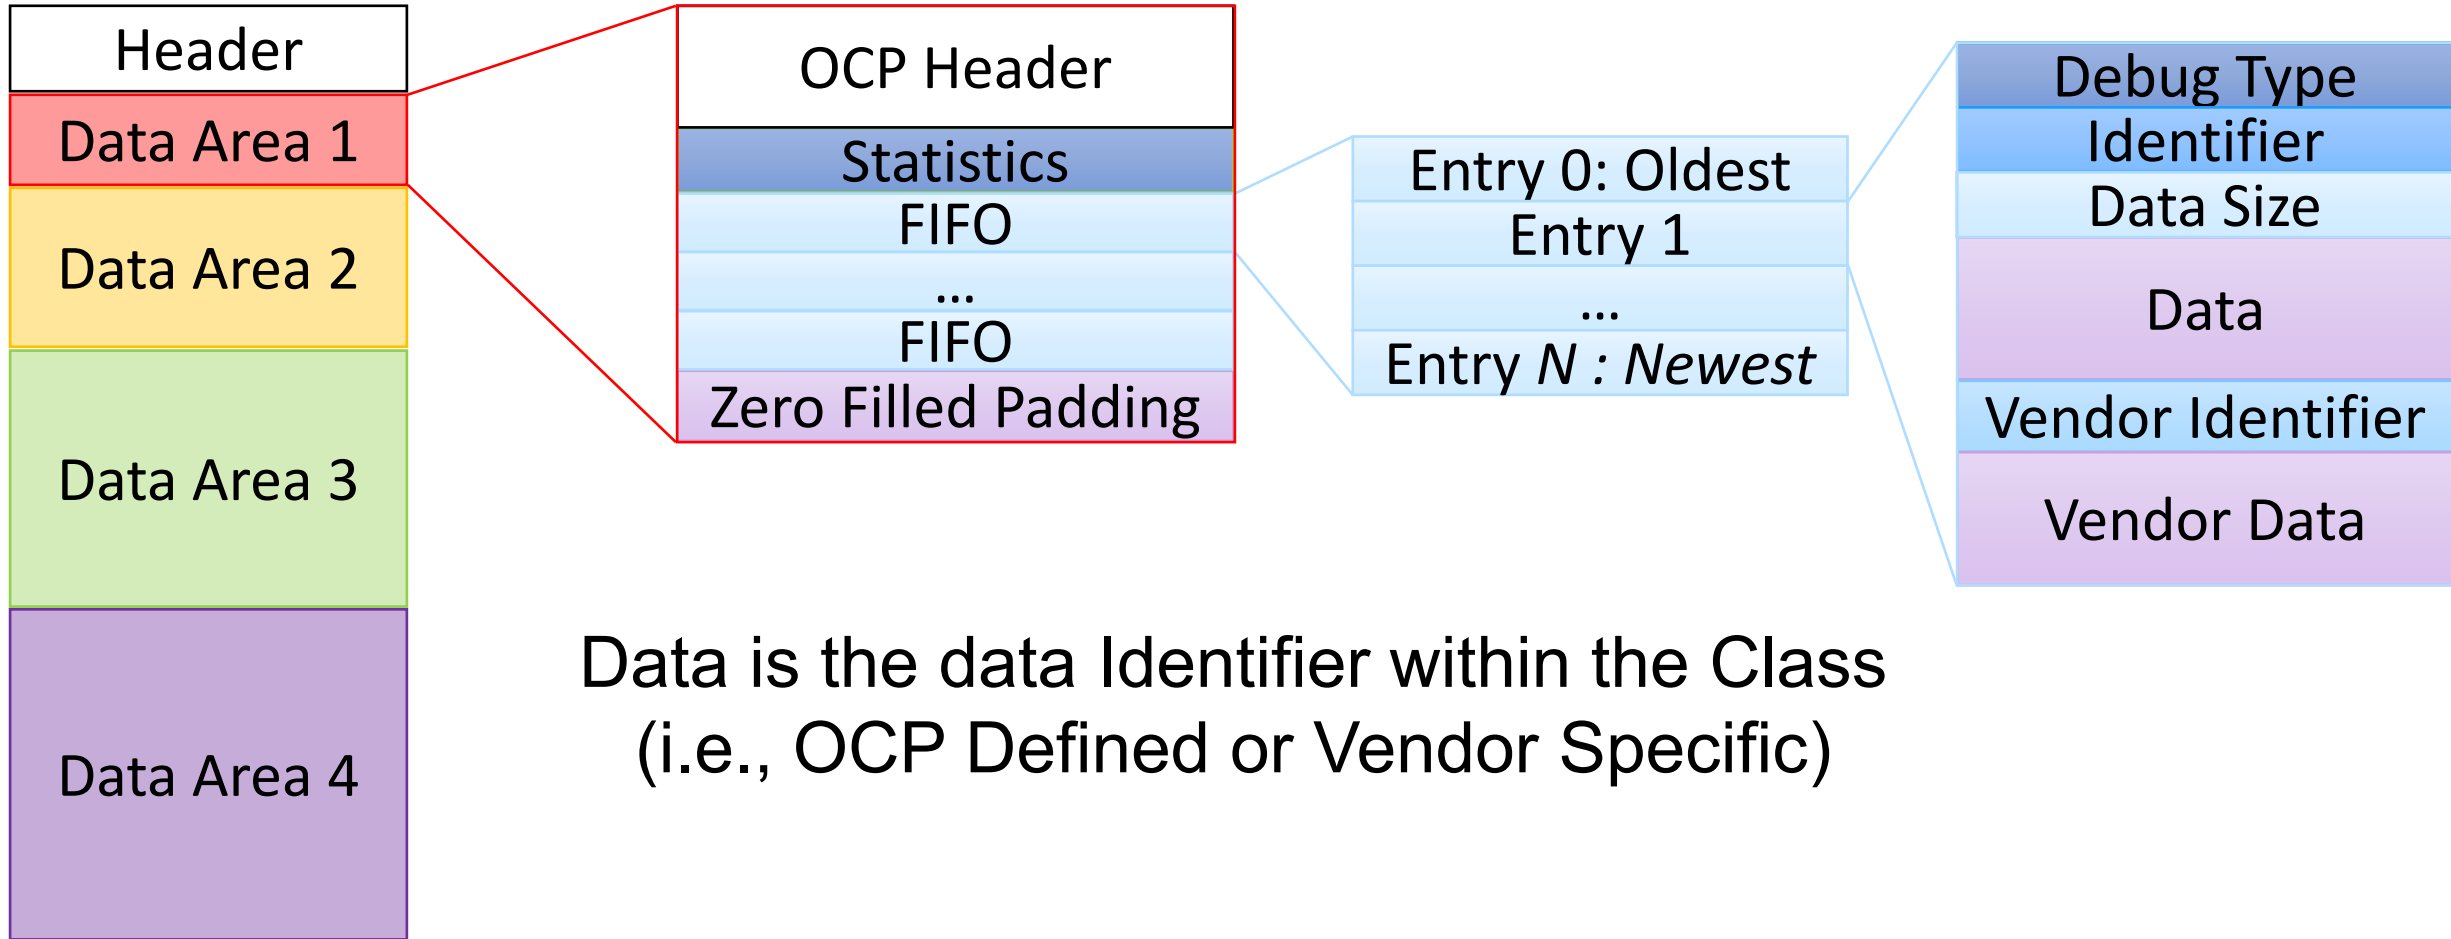 Header
Data Area 1
Data Area 2
Data Area 3
Data Area 4
OCP Header
Statistics
FIFO
...
FIFO
Zero Filled Padding
Entry 0: Oldest
Entry 1
...
Entry N : Newest
Debug Type
Identifier
Data Size
Data
Vendor Identifier
Vendor Data
Data is the data Identifier within the Class
(i.e., OCP Defined or Vendor Specific)